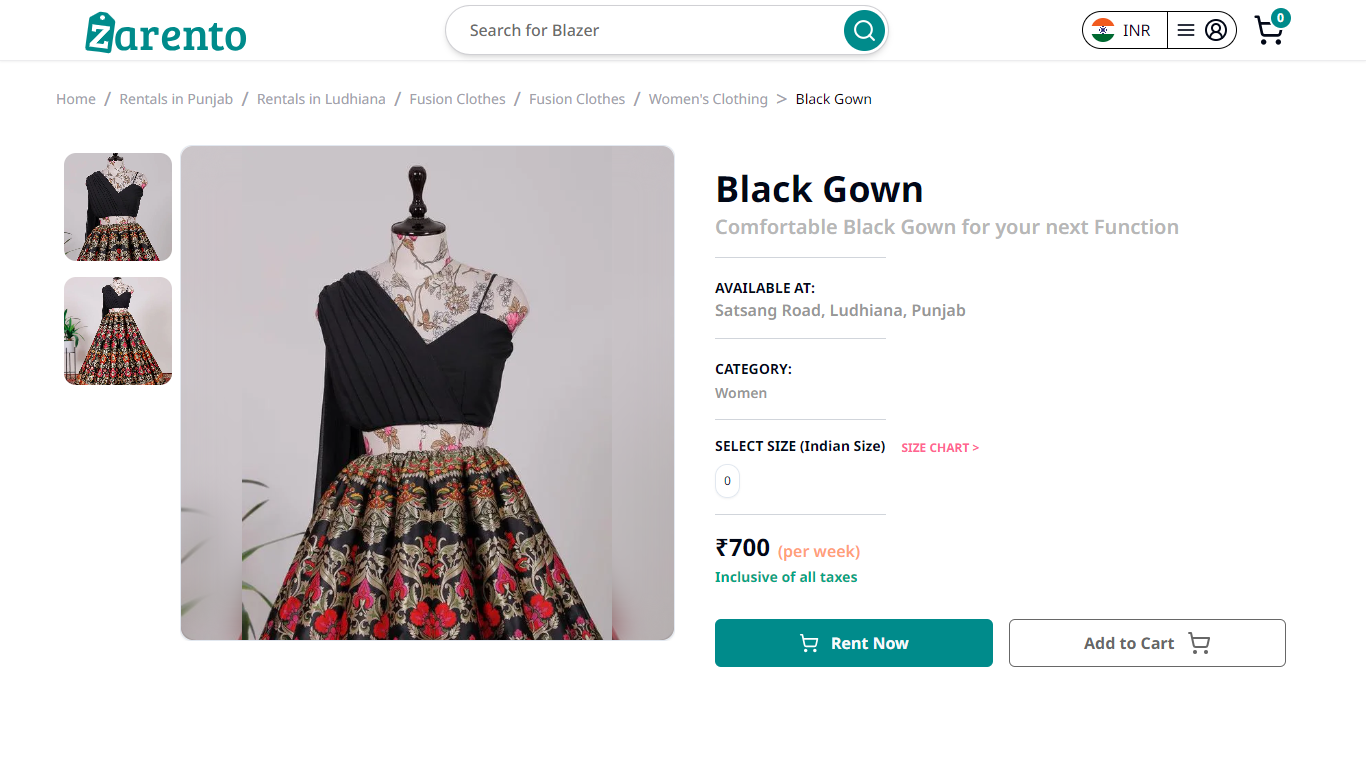 Zarento
Search for Blazer
INR
0
Home / Rentals in Punjab / Rentals in Ludhiana / Fusion Clothes / Fusion Clothes / Women's Clothing > Black Gown
Black Gown
Comfortable Black Gown for your next Function
AVAILABLE AT:
Satsang Road, Ludhiana, Punjab
CATEGORY:
Women
SELECT SIZE (Indian Size) SIZE CHART >
0
₹700 (per week)
Inclusive of all taxes
Rent Now
Add to Cart